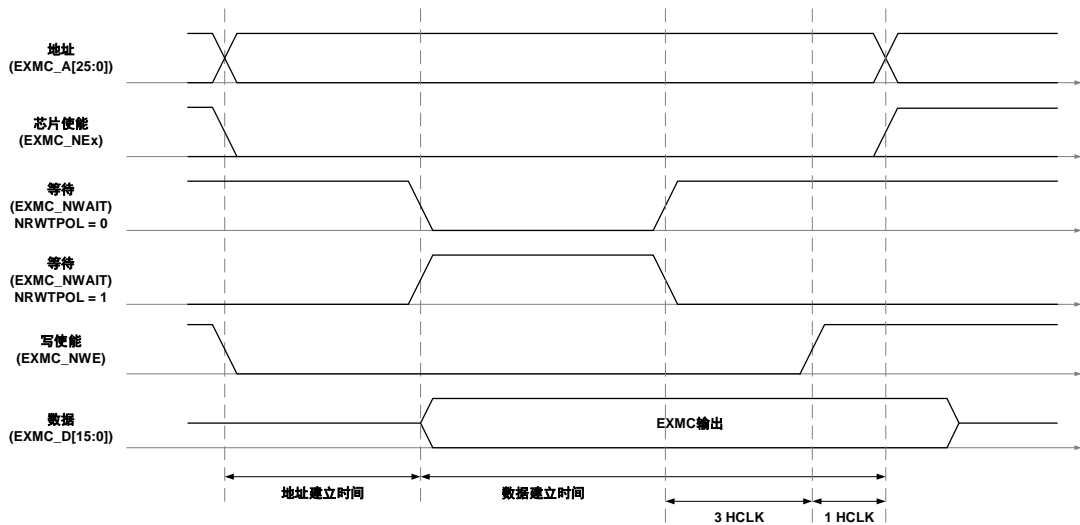 地址
(EXMC_A[25:0])
芯片使能
(EXMC_NEx)
等待
(EXMC_NWAIT)
NRWTPOL = 0
等待
(EXMC_NWAIT)
NRWTPOL = 1
写使能
(EXMC_NWE)
数据
(EXMC_D[15:0])
EXMC输出
地址建立时间
数据建立时间
3 HCLK
1 HCLK